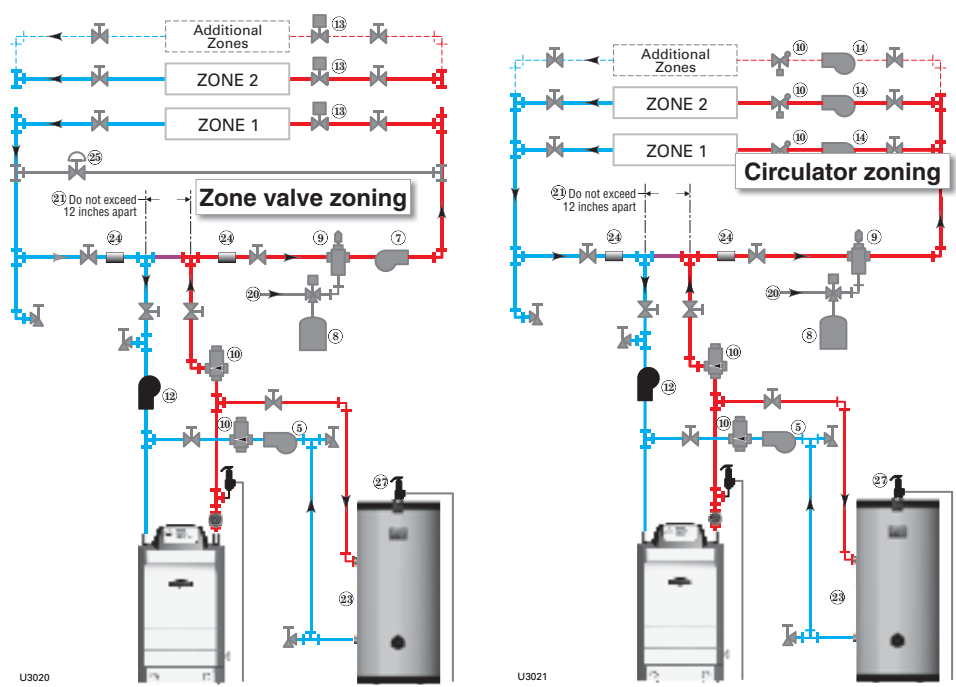 Additional
Zones
13
ZONE 2
13
ZONE 1
13
25
21 Do not exceed
12 inches apart
Zone valve zoning
24
24
9
7
20
8
10
12
10
5
27
23
U3020
Additional
Zones
10
14
ZONE 2
10
14
ZONE 1
10
14
Circulator zoning
21 Do not exceed
12 inches apart
24
24
9
20
8
10
12
10
5
27
23
U3021